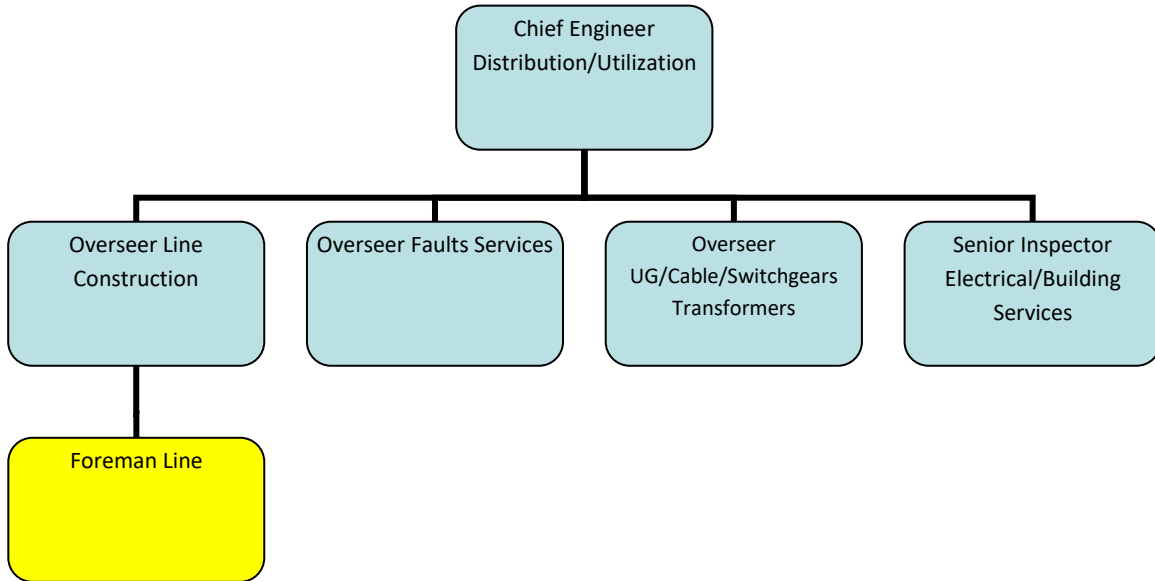 Chief Engineer
Distribution/Utilization
Overseer Line
Construction
Overseer Faults Services
Overseer
UG/Cable/Switchgears
Transformers
Senior Inspector
Electrical/Building
Services
Foreman Line